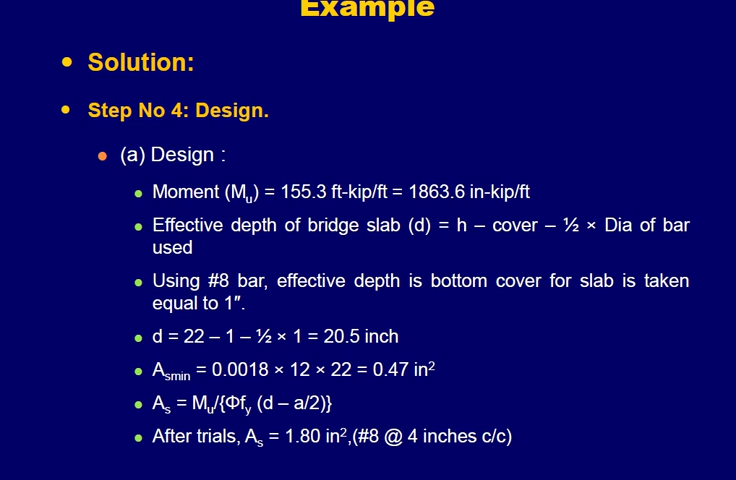 Example
• Solution:
• Step No 4: Design.
• (a) Design :
• Moment (Mu) = 155.3 ft-kip/ft = 1863.6 in-kip/ft
• Effective depth of bridge slab (d) = h – cover – ½ × Dia of bar
used
• Using #8 bar, effective depth is bottom cover for slab is taken
equal to 1″.
• d = 22 – 1 – ½ × 1 = 20.5 inch
• Asmin = 0.0018 × 12 × 22 = 0.47 in²
• As = Mu/{Φfy (d – a/2)}
• After trials, As = 1.80 in²,(#8 @ 4 inches c/c)